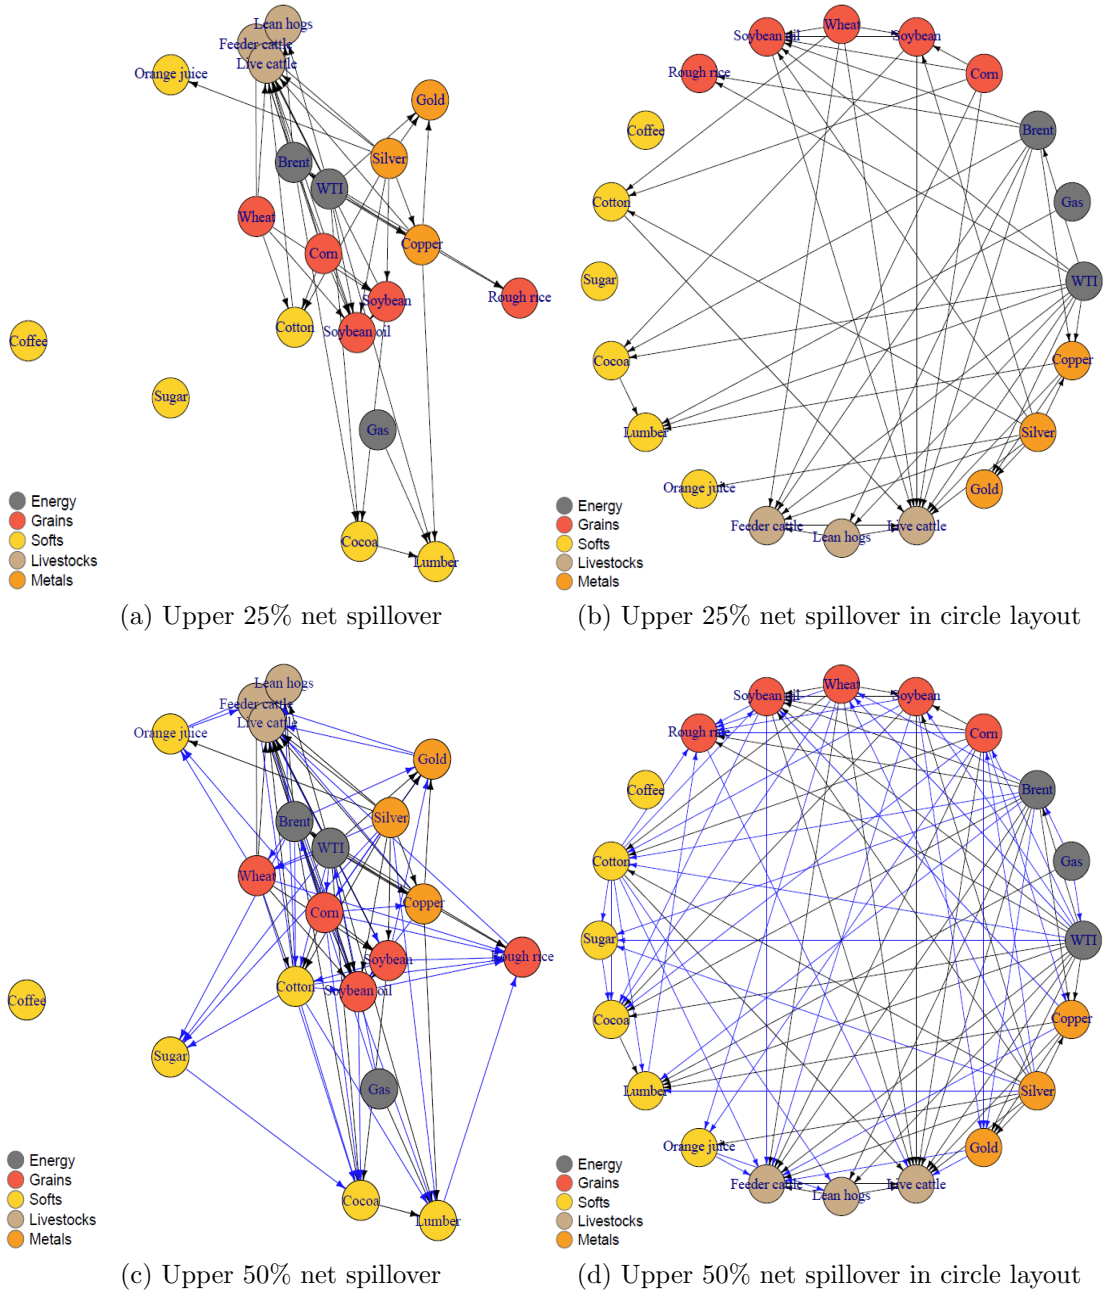 Lean hogs
Feeder cattle
Live cattle
Orange juice
Gold
Brent
Silver
WTI
Wheat
Copper
Corn
Soybean
Rough rice
Cotton
Soybean oil
Coffee
Sugar
Gas
Cocoa
Lumber
Energy
Grains
Softs
Livestocks
Metals
(a) Upper 25% net spillover
Wheat
Soybean oil
Soybean
Rough rice
Corn
Coffee
Brent
Cotton
Gas
Sugar
WTI
Cocoa
Copper
Lumber
Silver
Orange juice
Gold
Feeder cattle
Lean hogs
Live cattle
Energy
Grains
Softs
Livestocks
Metals
(b) Upper 25% net spillover in circle layout
Lean hogs
Feeder cattle
Live cattle
Orange juice
Gold
Brent
Silver
WTI
Wheat
Copper
Corn
Soybean
Rough rice
Cotton
Soybean oil
Coffee
Sugar
Gas
Cocoa
Lumber
Energy
Grains
Softs
Livestocks
Metals
(c) Upper 50% net spillover
Wheat
Soybean oil
Soybean
Rough rice
Corn
Coffee
Brent
Cotton
Gas
Sugar
WTI
Cocoa
Copper
Lumber
Silver
Orange juice
Gold
Feeder cattle
Lean hogs
Live cattle
Energy
Grains
Softs
Livestocks
Metals
(d) Upper 50% net spillover in circle layout